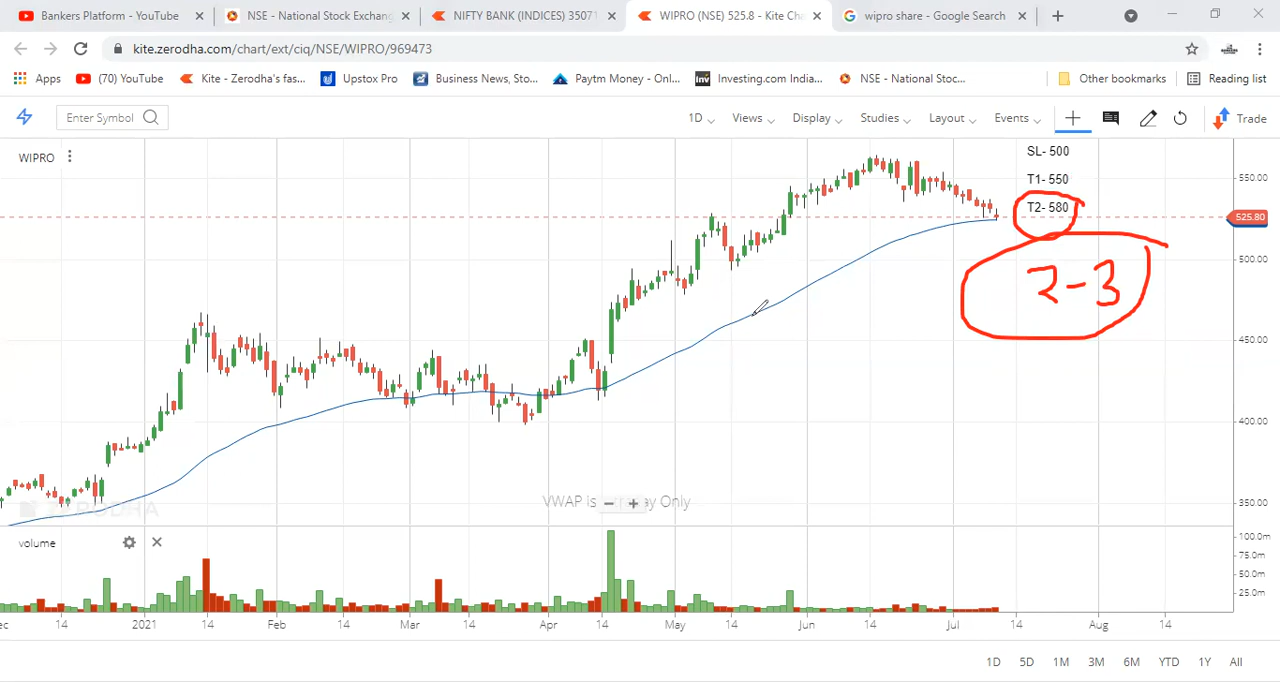 Bankers Platform - YouTube
NSE - National Stock Exchang
NIFTY BANK (INDICES) 35071
WIPRO (NSE) 525.8 - Kite Cha
wipro share - Google Search
kite.zerodha.com/chart/ext/ciq/NSE/WIPRO/969473
Apps
(70) YouTube
Kite - Zerodha's fas...
Upstox Pro
Business News, Sto...
Paytm Money - Onl...
Inv
Investing.com India...
NSE - National Stoc...
Other bookmarks
Reading list
Enter Symbol
1D
Views
Display
Studies
Layout
Events
Trade
WIPRO
SL- 500
T1- 550
T2- 580
2-3
550.00
525.80
500.00
450.00
400.00
350.00
ZERODHA
VWAP is
ay Only
volume
100.0m
75.0m
50.0m
25.0m
ec 14 2021 14 Feb 14 Mar 14 Apr 14 May 14 Jun 14 Jul 14 Aug 14
1D 5D 1M 3M 6M YTD 1Y All